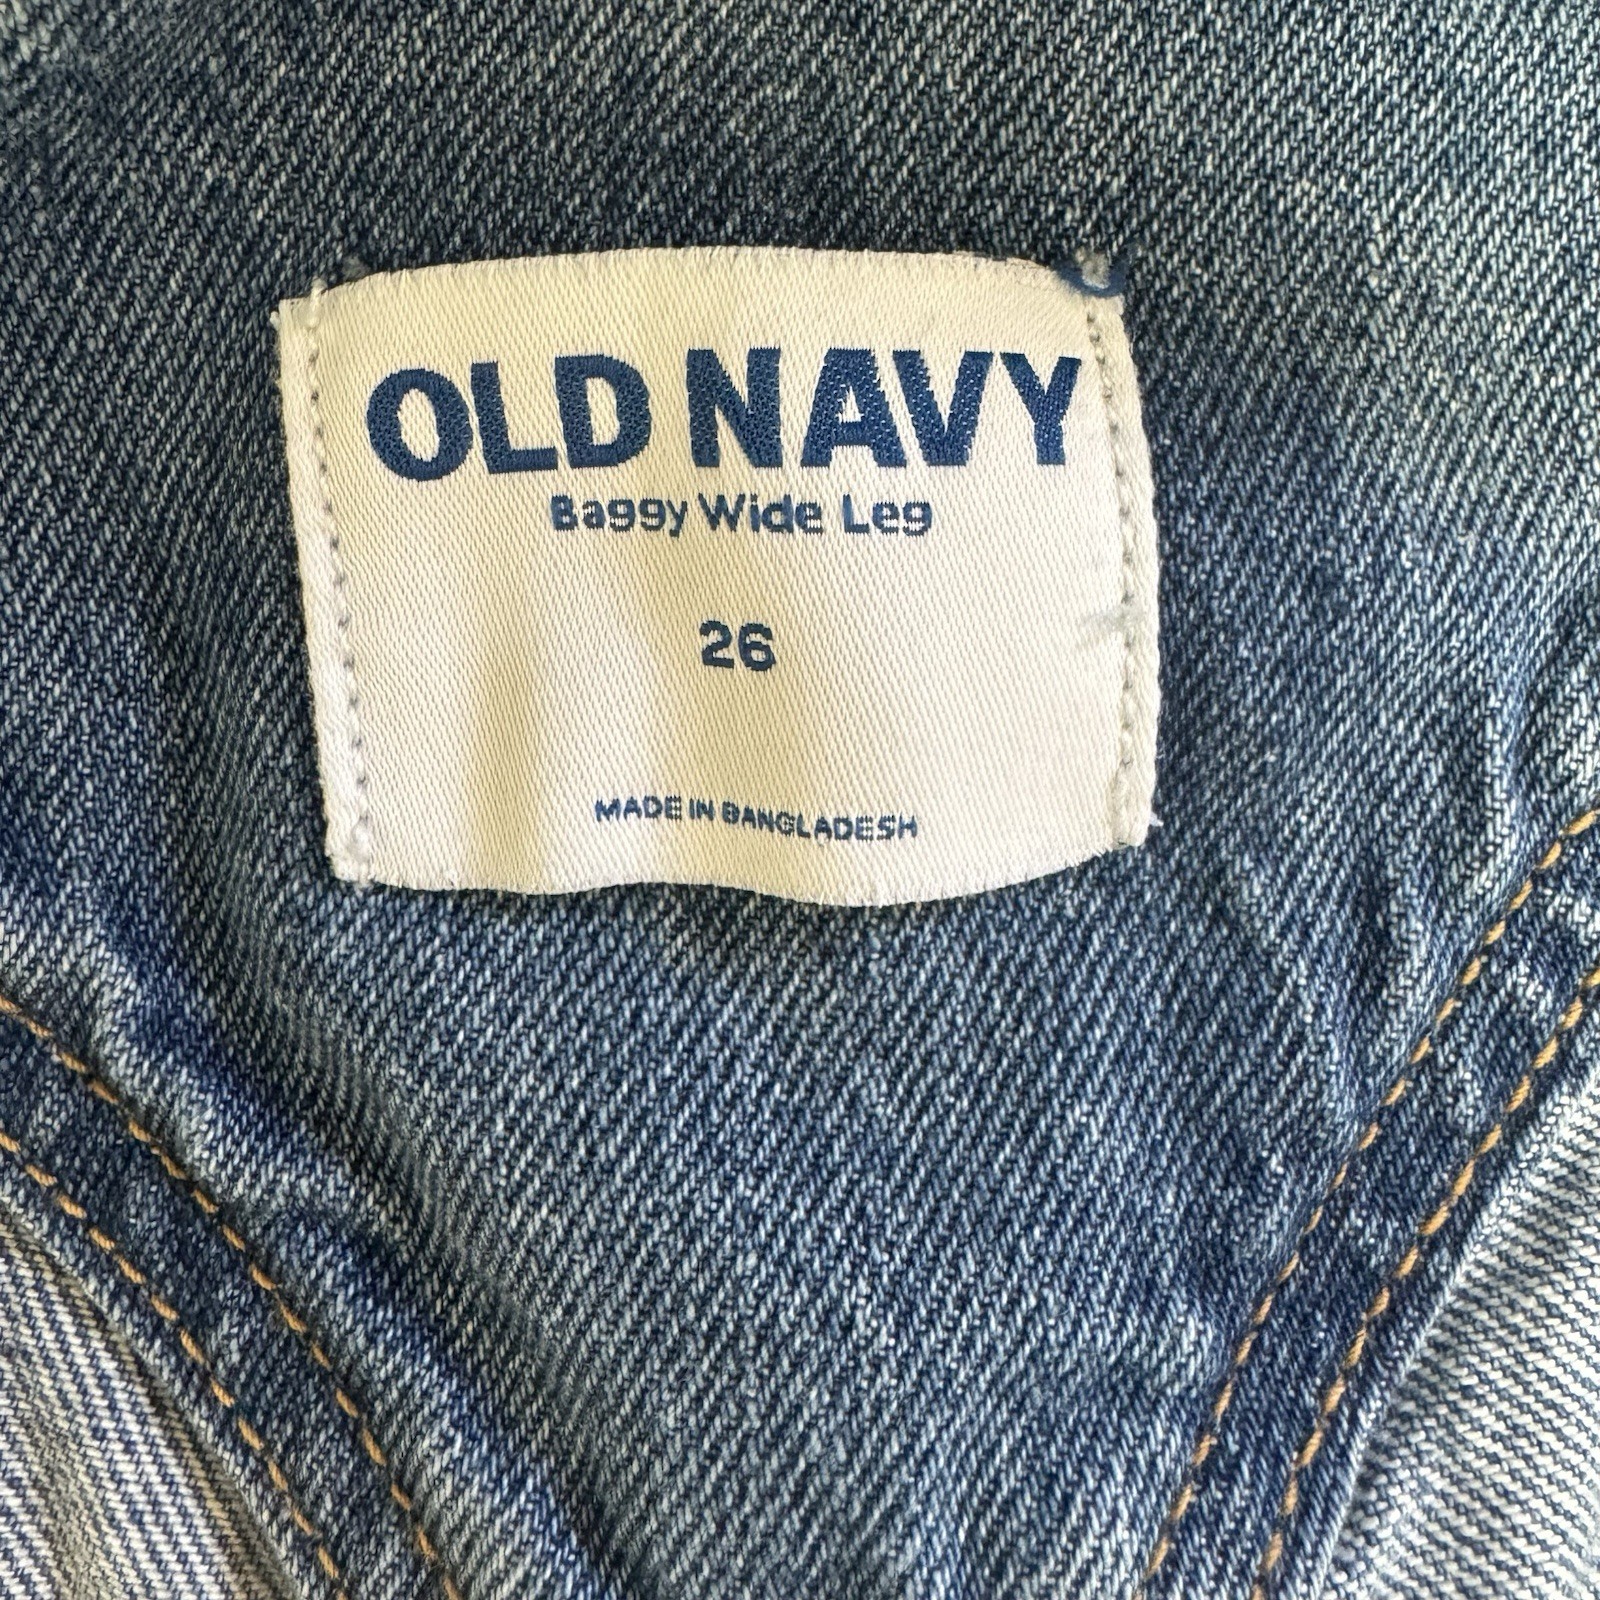 OLD NAVY
Baggy Wide Leg
26
MADE IN BANGLADESH